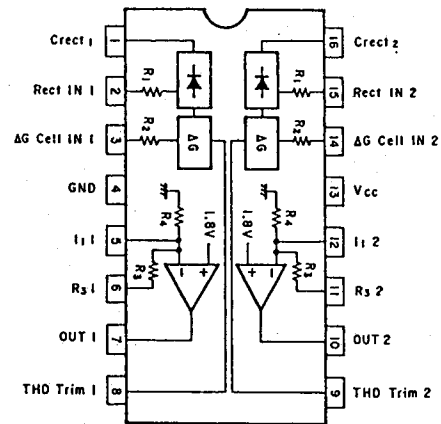 Crect 1
1
16
Crect 2
Rect IN 1
2
R1
R1
15
Rect IN 2
ΔG Cell IN 1
3
R2
ΔG
ΔG
R2
14
ΔG Cell IN 2
GND
4
13
Vcc
R4
1.8V
1.8V
R4
I1 1
5
12
I1 2
R3
− +
+ −
R3
R3 1
6
11
R3 2
OUT 1
7
10
OUT 2
THD Trim 1
8
9
THD Trim 2